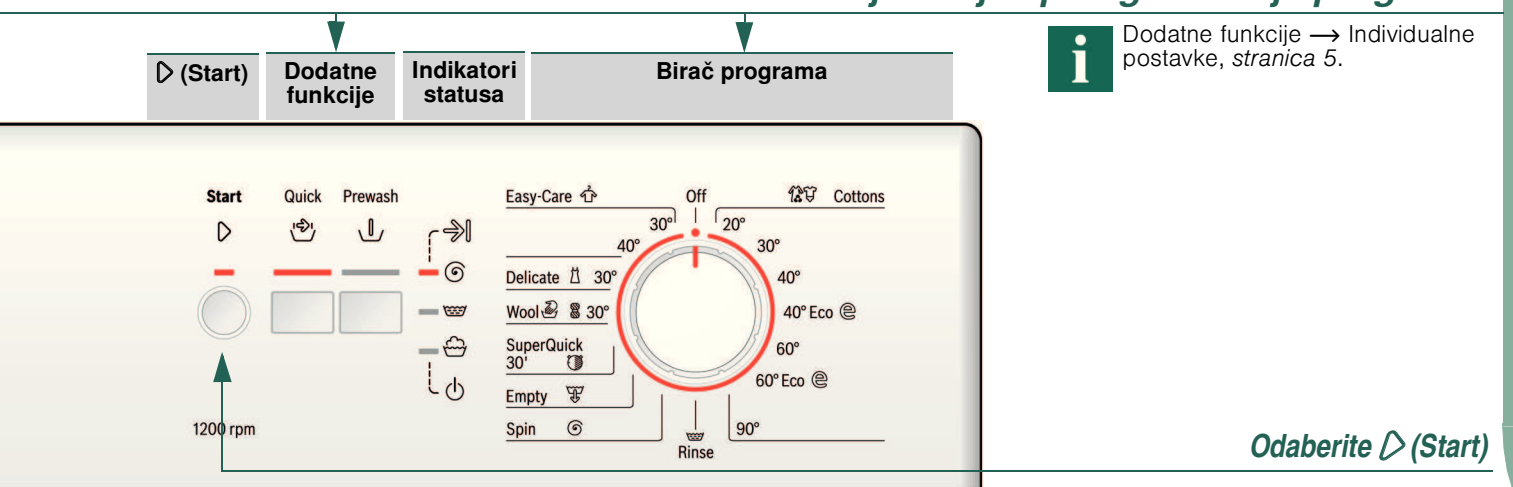 Dodatne funkcije → Individualne
postavke, stranica 5.
▷ (Start)
Dodatne
funkcije
Indikatori
statusa
Birač programa
Start
Quick
Prewash
Easy-Care
Off
Cottons
30°
20°
40°
30°
Delicate 30°
40°
Wool 30°
40° Eco
SuperQuick
30'
60°
60° Eco
Empty
1200 rpm
Spin
90°
Rinse
Odaberite ▷ (Start)